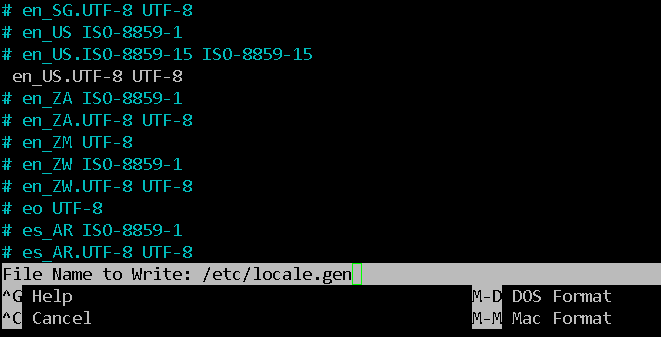 # en_SG.UTF-8 UTF-8
# en_US ISO-8859-1
# en_US.ISO-8859-15 ISO-8859-15
en_US.UTF-8 UTF-8
# en_ZA ISO-8859-1
# en_ZA.UTF-8 UTF-8
# en_ZM UTF-8
# en_ZW ISO-8859-1
# en_ZW.UTF-8 UTF-8
# eo UTF-8
# es_AR ISO-8859-1
# es_AR.UTF-8 UTF-8
File Name to Write: /etc/locale.gen
^G Help M-D DOS Format
^C Cancel M-M Mac Format